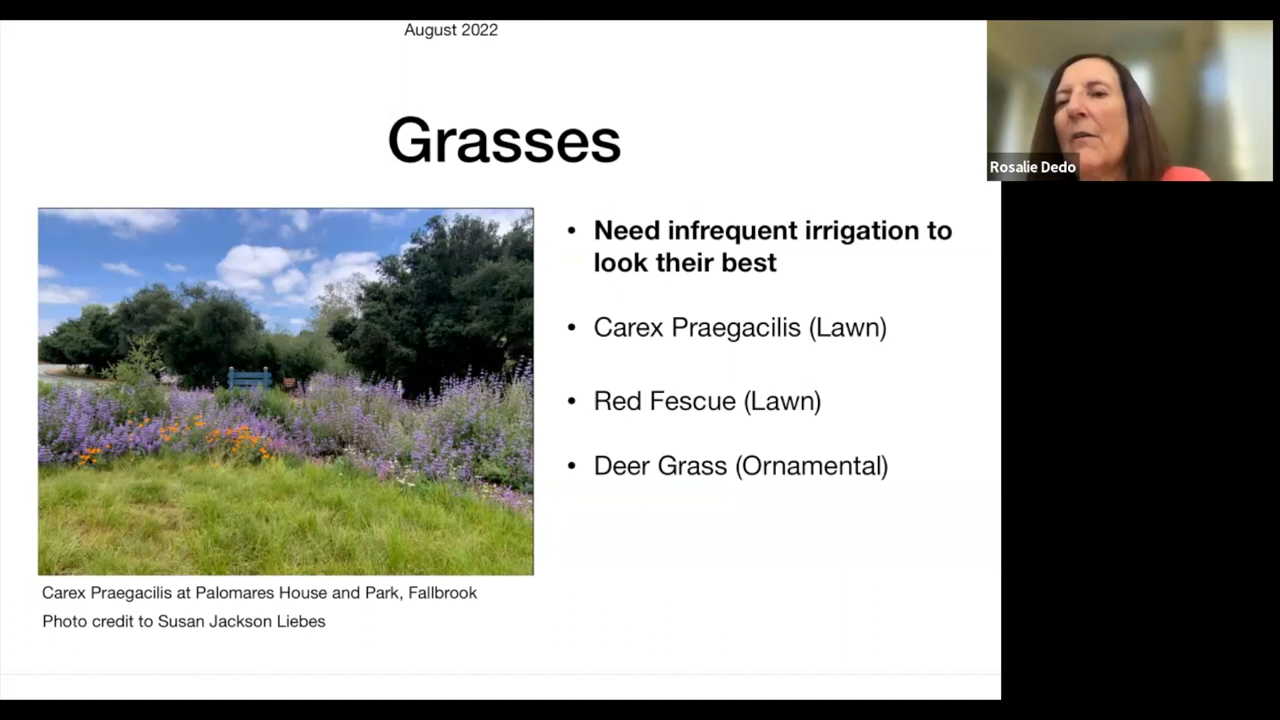 August 2022
Grasses
• Need infrequent irrigation to
look their best
• Carex Praegacilis (Lawn)
• Red Fescue (Lawn)
• Deer Grass (Ornamental)
Carex Praegacilis at Palomares House and Park, Fallbrook
Photo credit to Susan Jackson Liebes
Rosalie Dedo